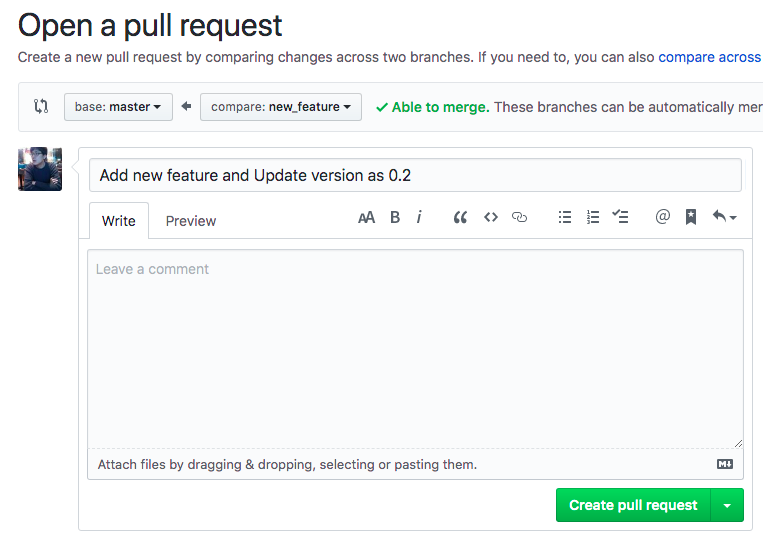 Open a pull request
Create a new pull request by comparing changes across two branches. If you need to, you can also compare across
base: master compare: new_feature Able to merge. These branches can be automatically mer
Add new feature and Update version as 0.2
Write Preview AA B i @
Leave a comment
Attach files by dragging & dropping, selecting or pasting them. M
Create pull request